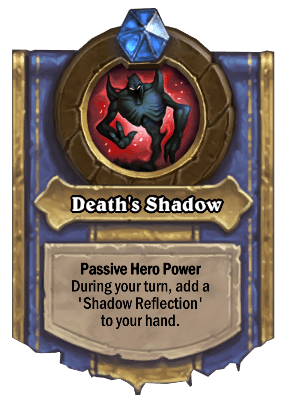 Death's Shadow
Passive Hero Power
During your turn, add a
'Shadow Reflection'
to your hand.